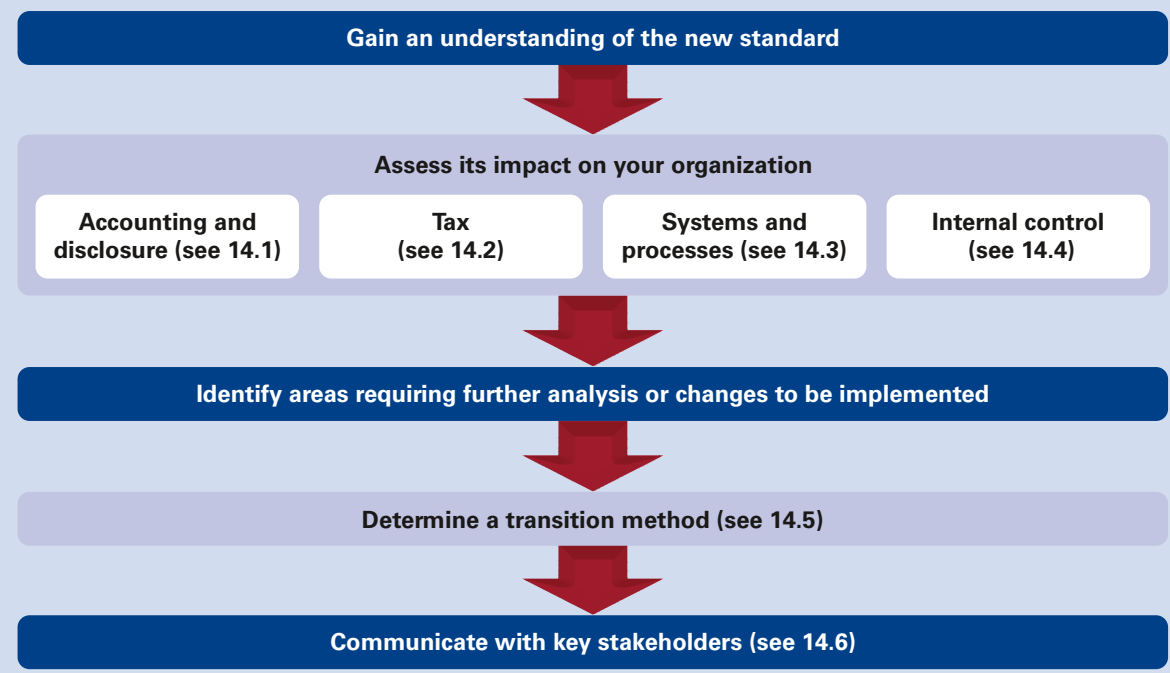 Gain an understanding of the new standard
Assess its impact on your organization
Accounting and
disclosure (see 14.1)
Tax
(see 14.2)
Systems and
processes (see 14.3)
Internal control
(see 14.4)
Identify areas requiring further analysis or changes to be implemented
Determine a transition method (see 14.5)
Communicate with key stakeholders (see 14.6)